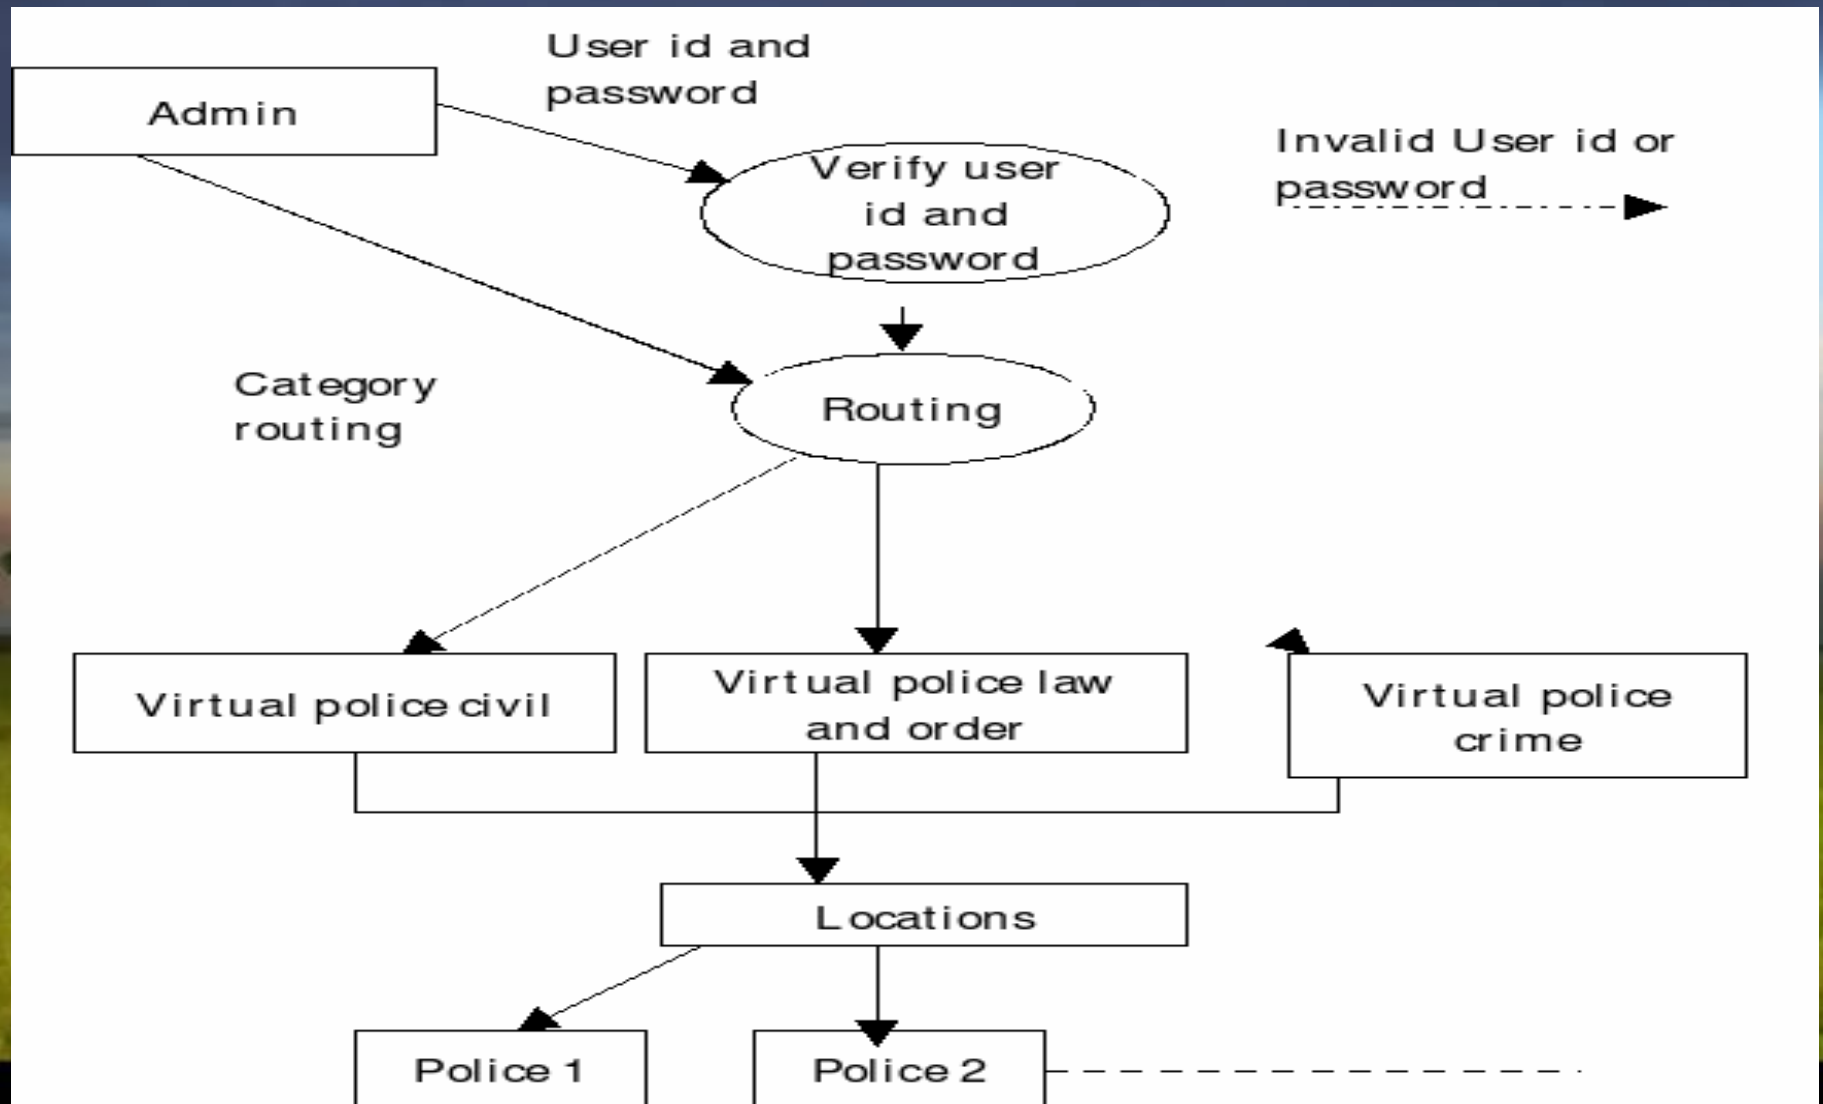 User id and
password
Admin
Invalid User id or
password
Verify user
id and
password
Category
routing
Routing
Virtual police civil
Virtual police law
and order
Virtual police
crime
Locations
Police 1
Police 2